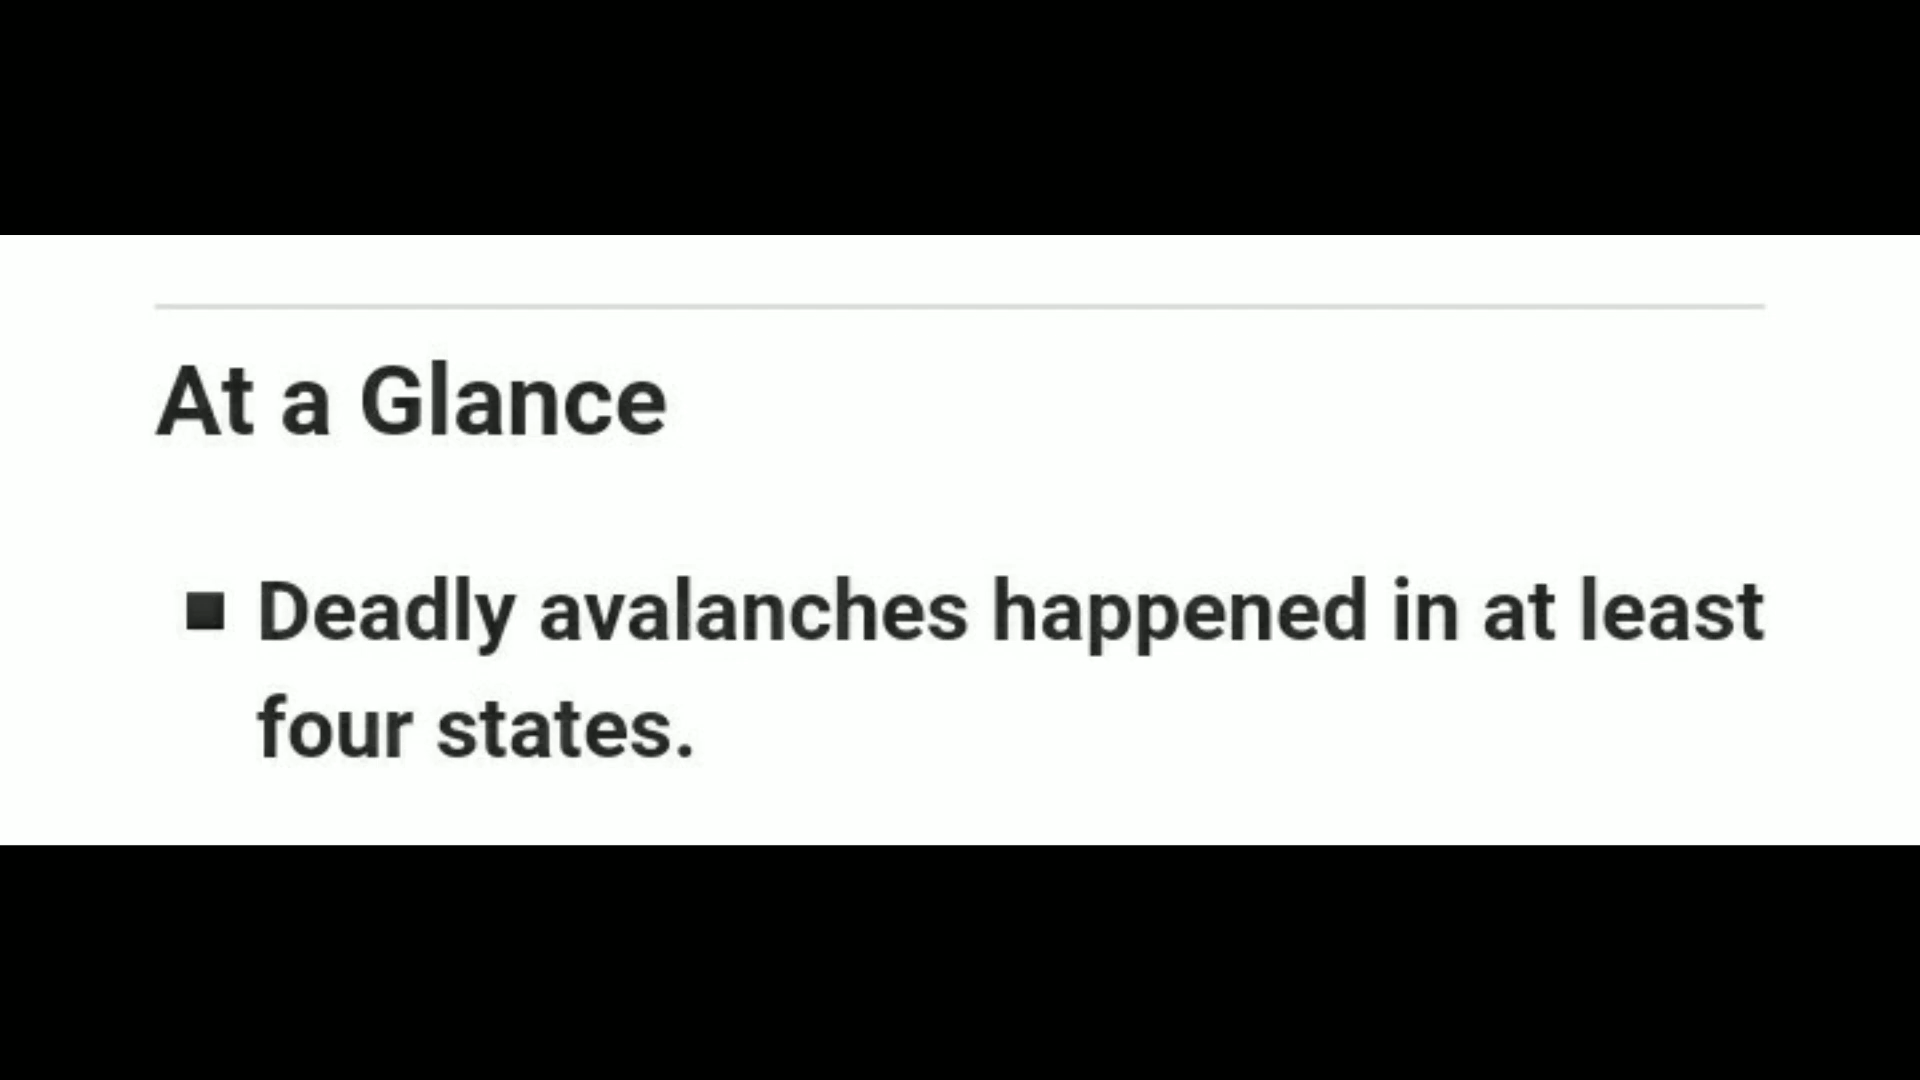 At a Glance
Deadly avalanches happened in at least
four states.